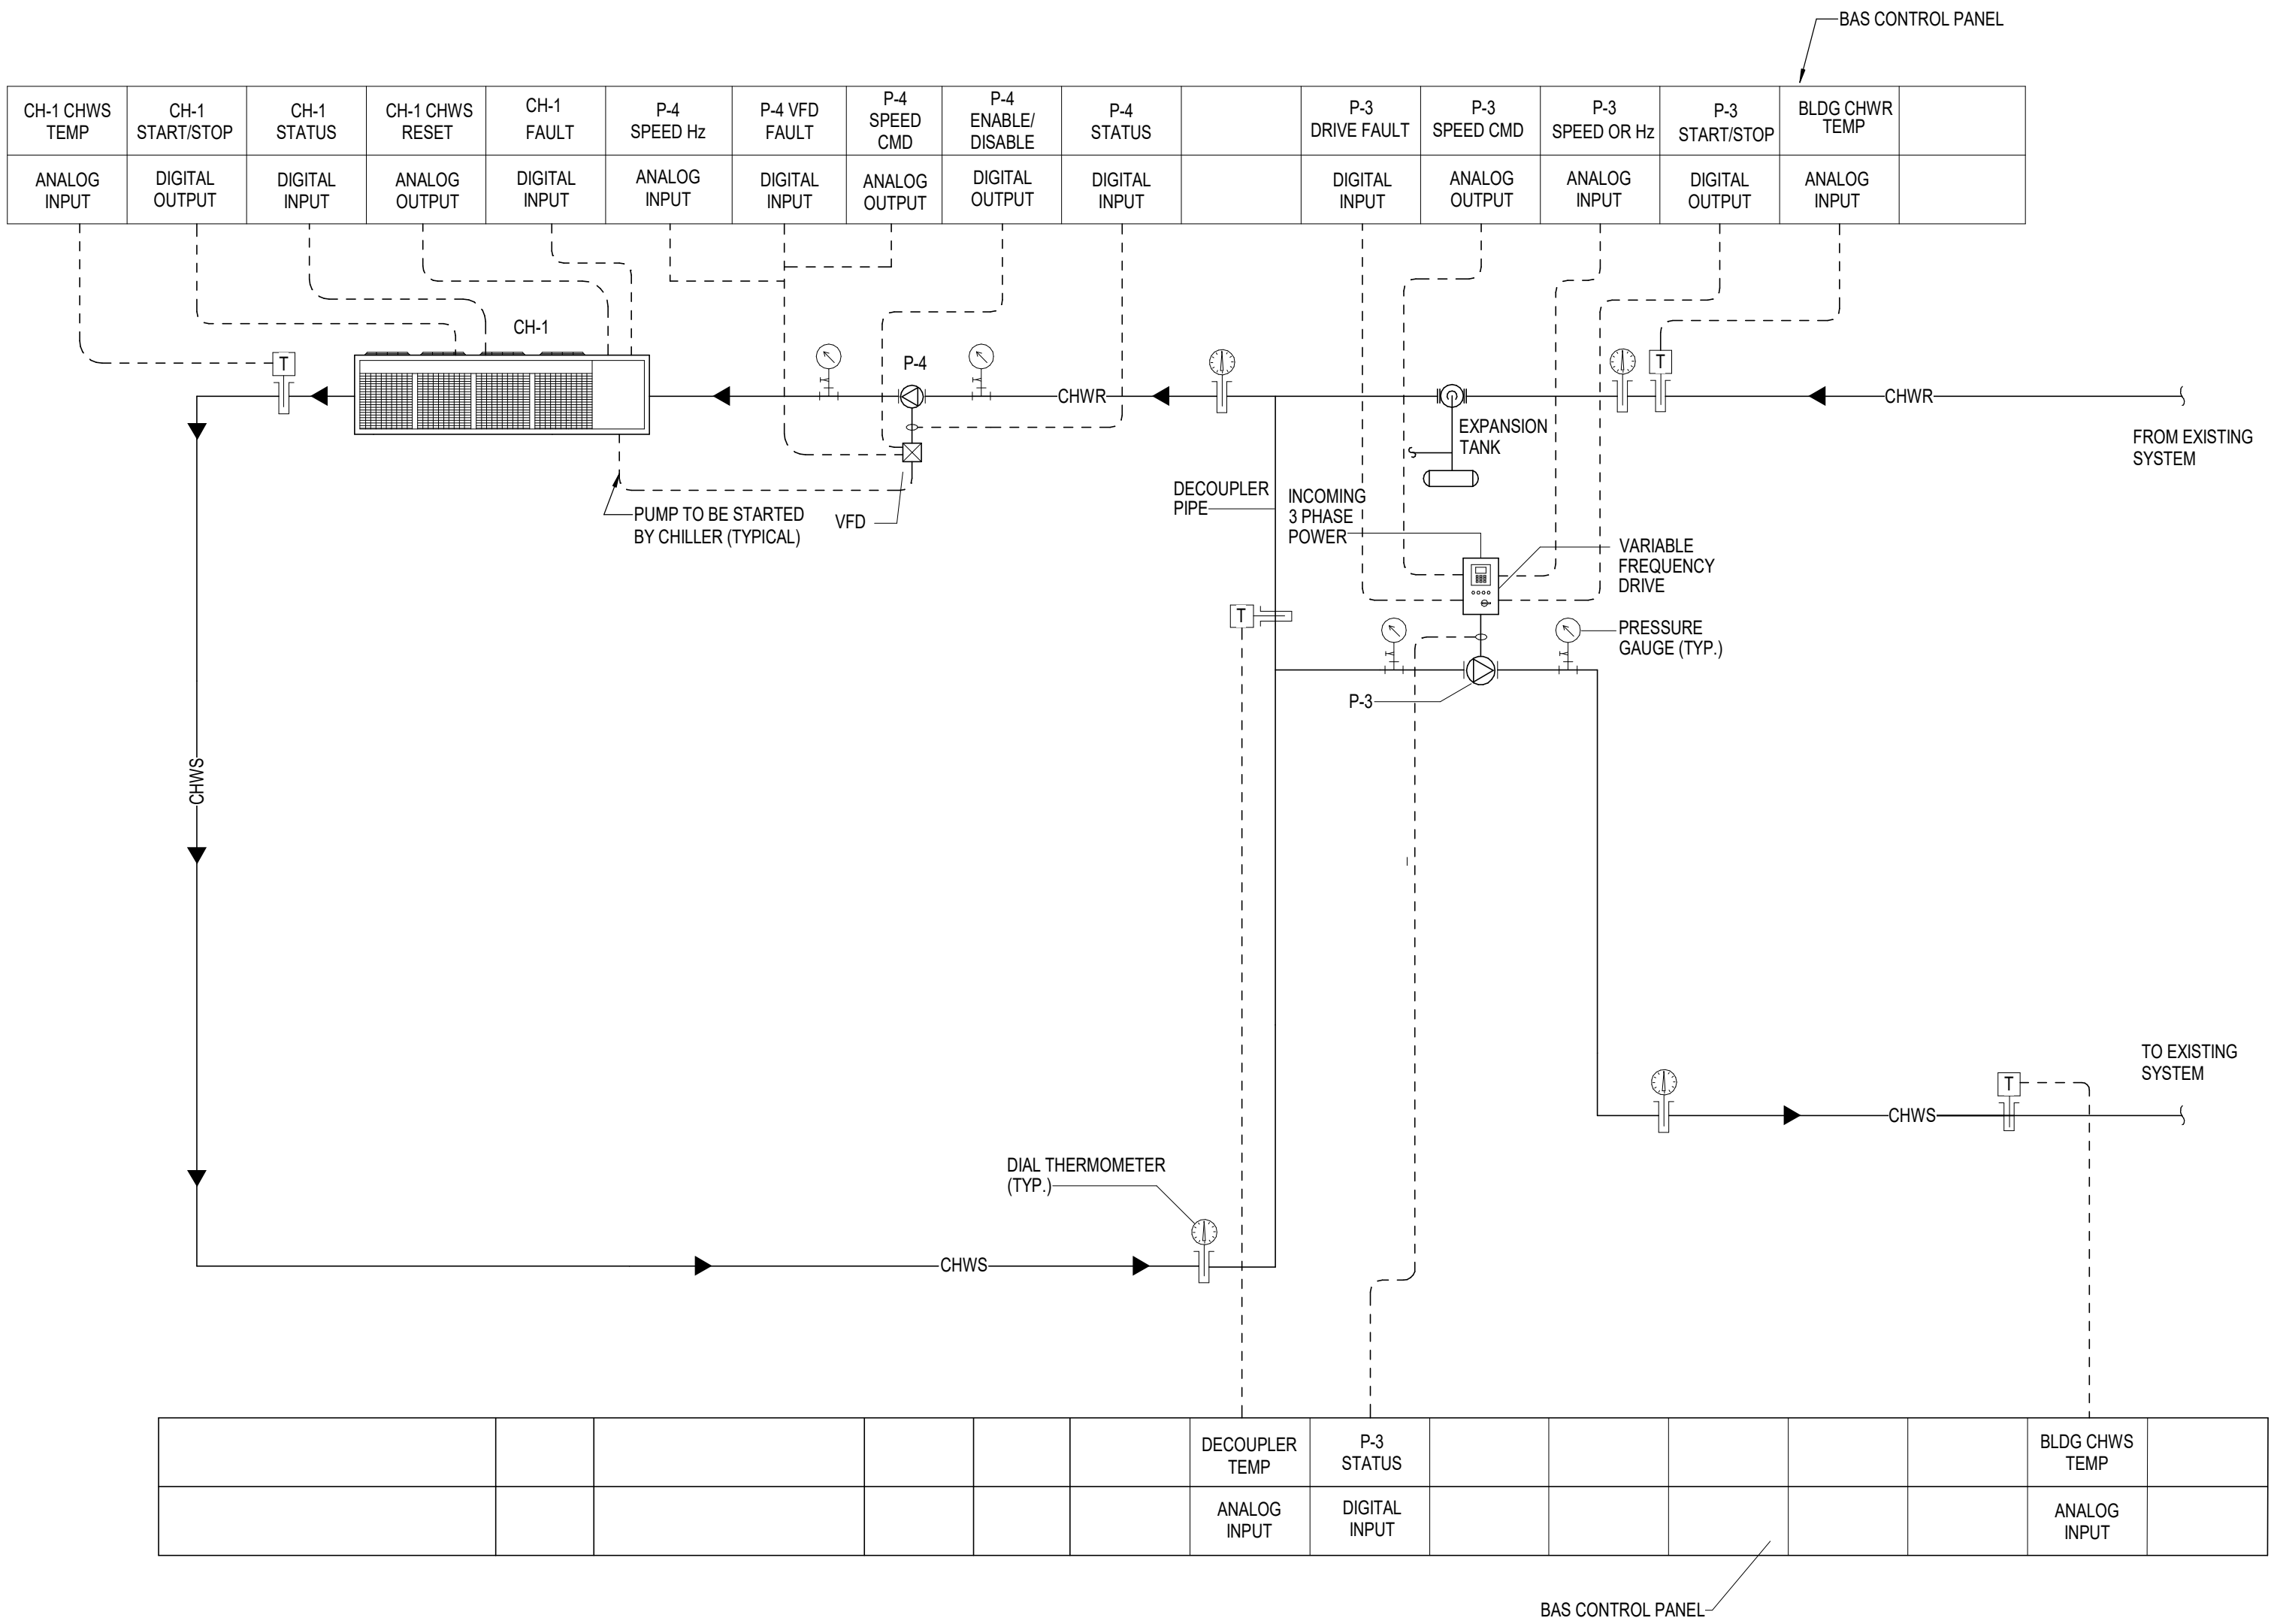 BAS CONTROL PANEL
CH-1 CHWS
TEMP
CH-1
START/STOP
CH-1
STATUS
CH-1 CHWS
RESET
CH-1
FAULT
P-4
SPEED Hz
P-4 VFD
FAULT
P-4
SPEED
CMD
P-4
ENABLE/
DISABLE
P-4
STATUS
P-3
DRIVE FAULT
P-3
SPEED CMD
P-3
SPEED OR Hz
P-3
START/STOP
BLDG CHWR
TEMP
ANALOG
INPUT
DIGITAL
OUTPUT
DIGITAL
INPUT
ANALOG
OUTPUT
DIGITAL
INPUT
ANALOG
INPUT
DIGITAL
INPUT
ANALOG
OUTPUT
DIGITAL
OUTPUT
DIGITAL
INPUT
DIGITAL
INPUT
ANALOG
OUTPUT
ANALOG
INPUT
DIGITAL
OUTPUT
ANALOG
INPUT
CH-1
T
P-4
T
CHWR
CHWR
EXPANSION
TANK
FROM EXISTING
SYSTEM
DECOUPLER
PIPE
INCOMING
3 PHASE
POWER
PUMP TO BE STARTED
BY CHILLER (TYPICAL)
VFD
VARIABLE
FREQUENCY
DRIVE
T
PRESSURE
GAUGE (TYP.)
P-3
CHWS
TO EXISTING
SYSTEM
T
CHWS
DIAL THERMOMETER
(TYP.)
CHWS
DECOUPLER
TEMP
P-3
STATUS
BLDG CHWS
TEMP
ANALOG
INPUT
DIGITAL
INPUT
ANALOG
INPUT
BAS CONTROL PANEL